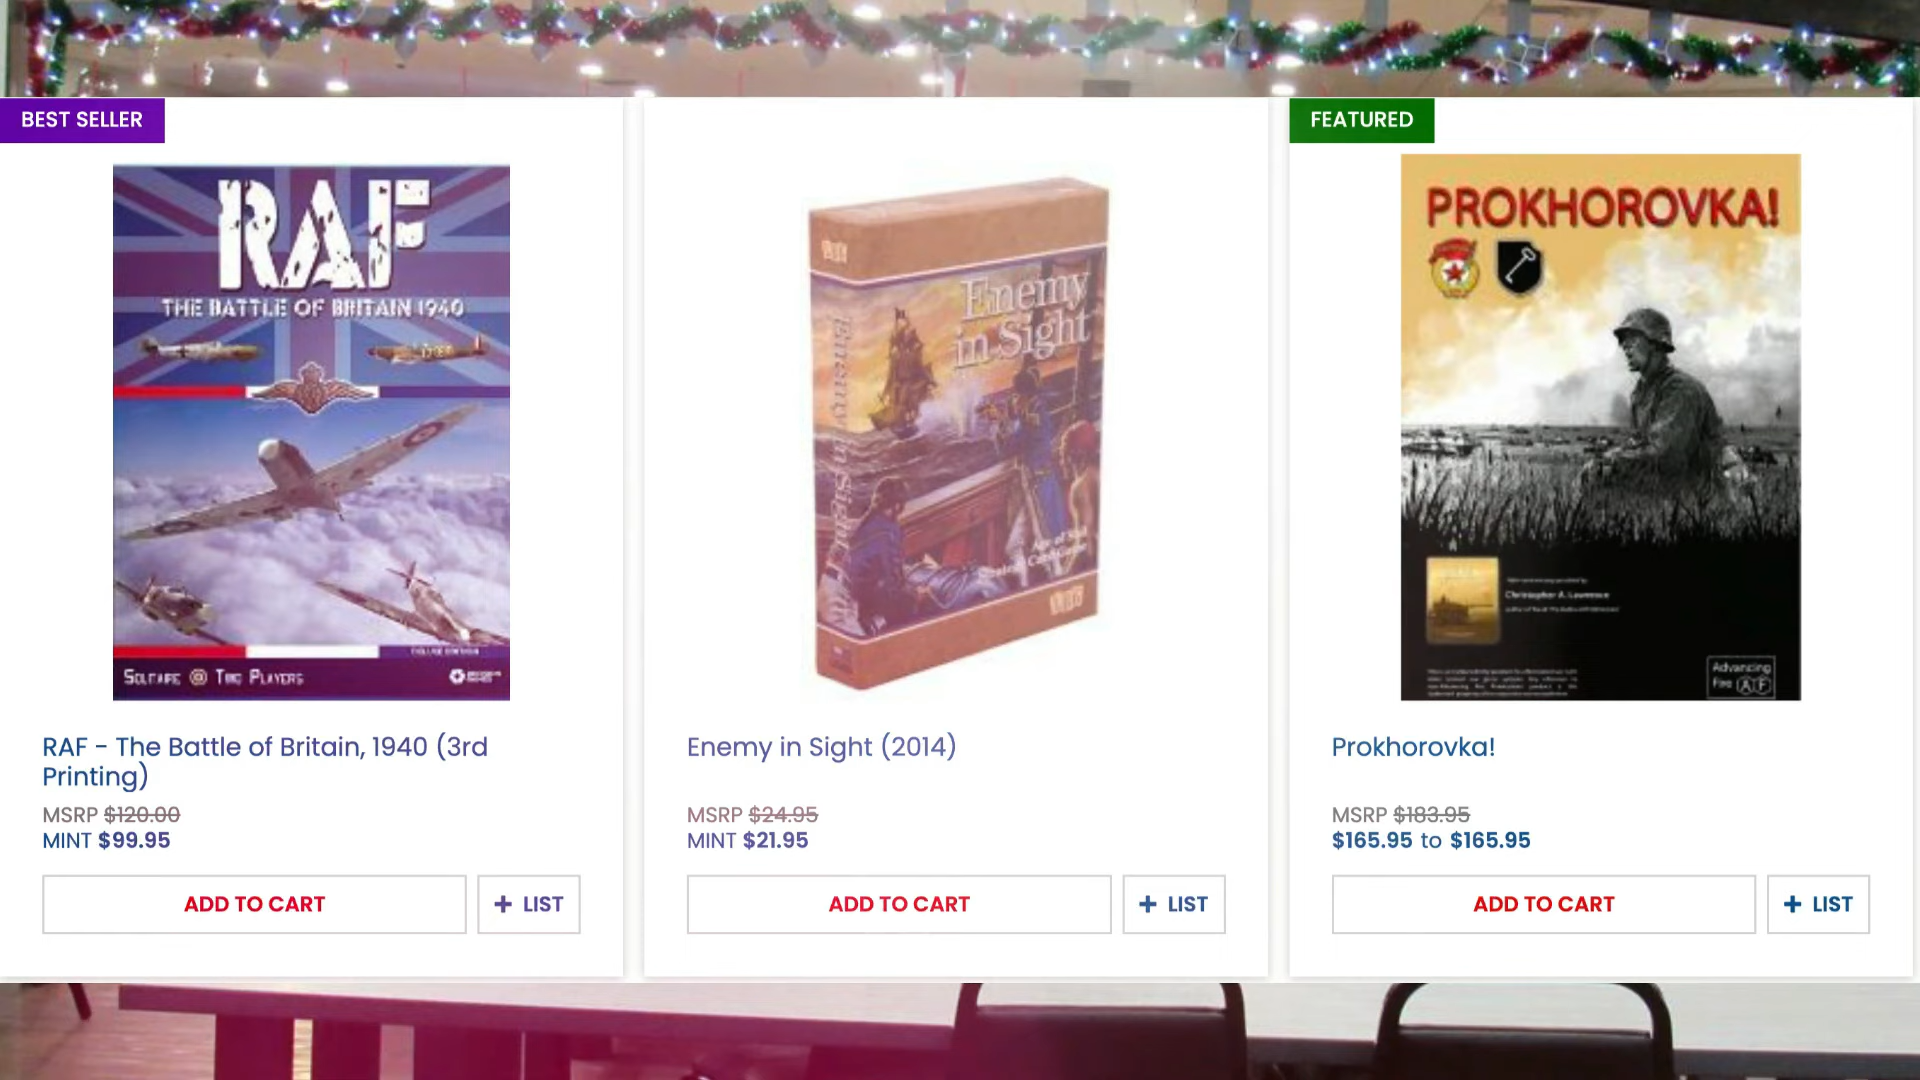 BEST SELLER
RAF
THE BATTLE OF BRITAIN 1940
SOLITAIRE TWO PLAYERS
RAF - The Battle of Britain, 1940 (3rd
Printing)
MSRP $120.00
MINT $99.95
ADD TO CART
+ LIST
Enemy
in Sight
Enemy in Sight
Enemy in Sight (2014)
MSRP $24.95
MINT $21.95
ADD TO CART
+ LIST
FEATURED
PROKHOROVKA!
Christopher A. Lawrence
Advancing
Fire AF
Prokhorovka!
MSRP $183.95
$165.95 to $165.95
ADD TO CART
+ LIST